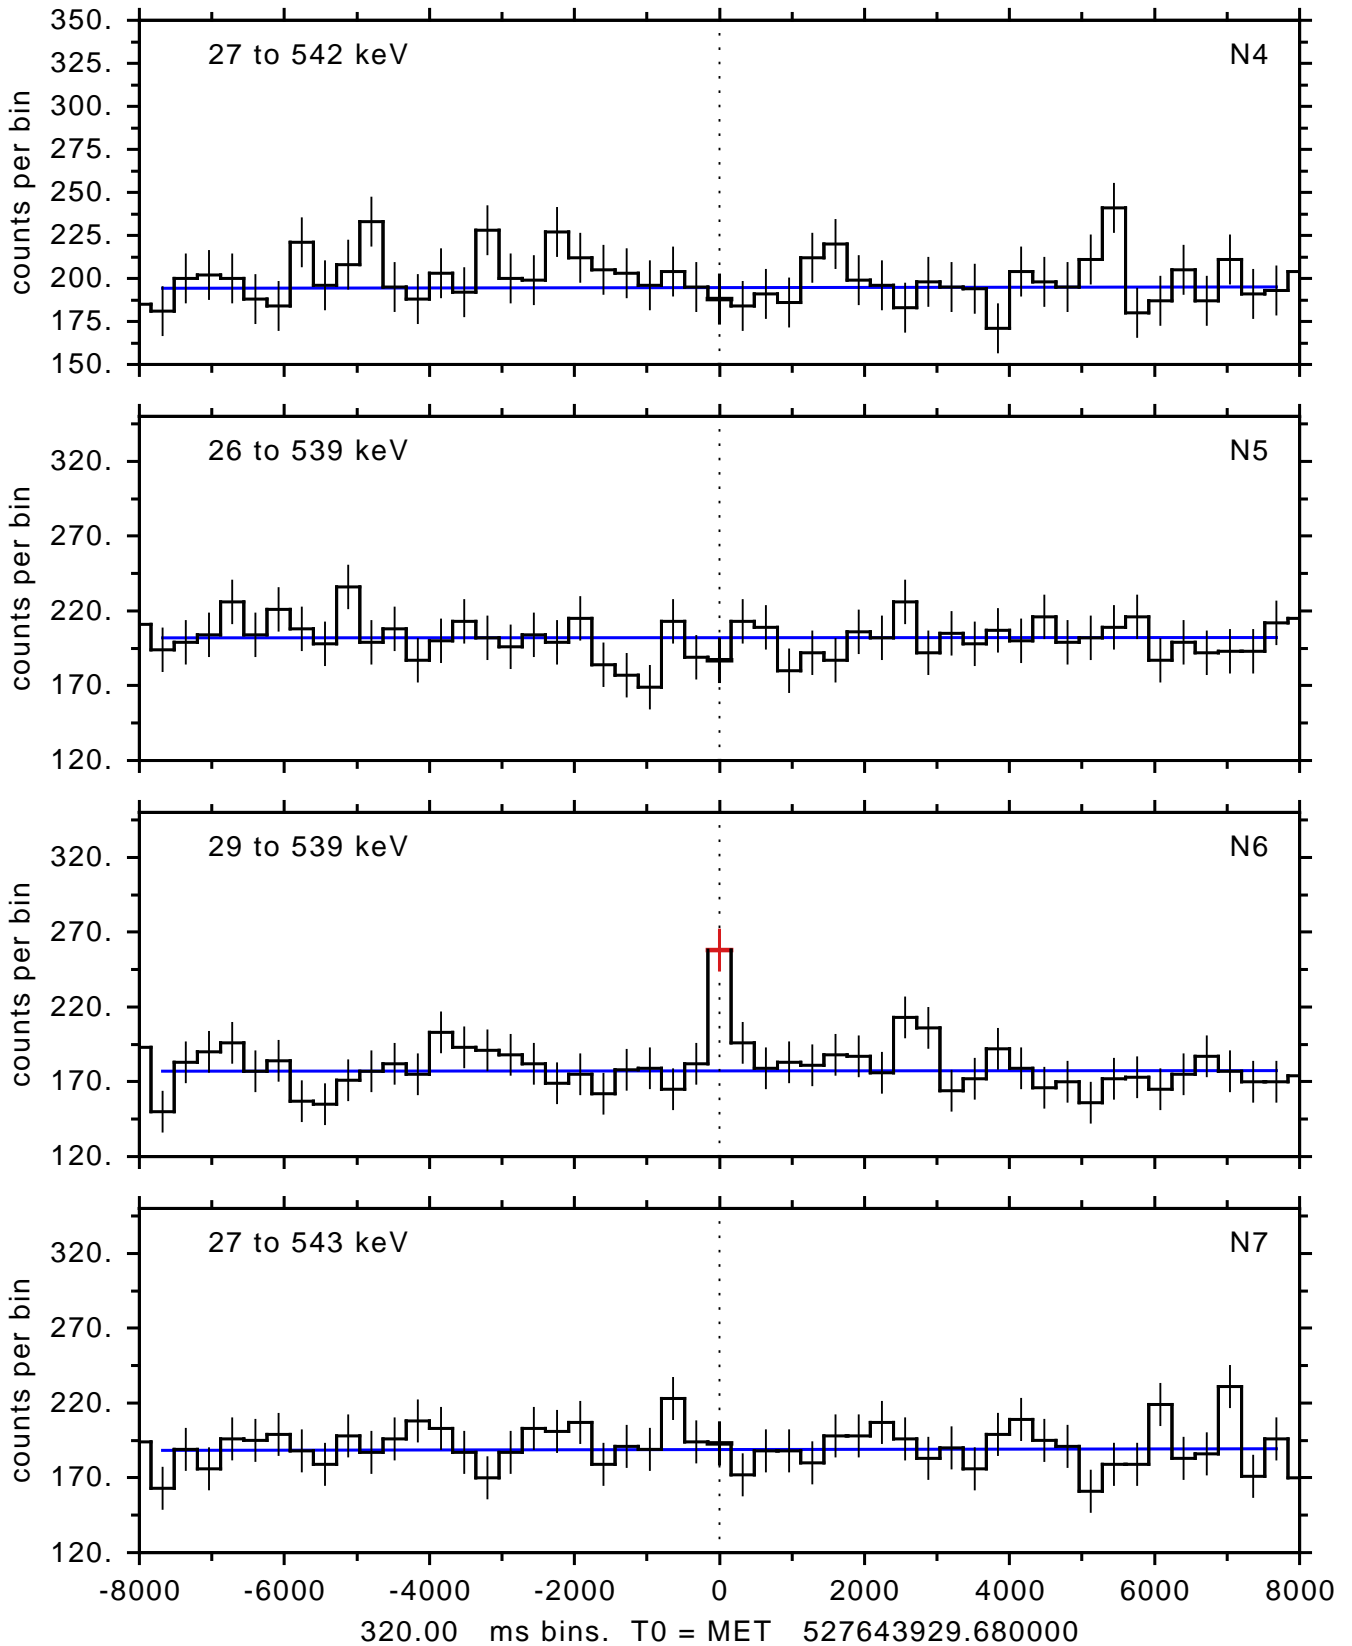 27 to 542 keV N4
350.
325.
300.
275.
250.
225.
200.
175.
150.
counts per bin
26 to 539 keV N5
320.
270.
220.
170.
120.
counts per bin
29 to 539 keV N6
320.
270.
220.
170.
120.
counts per bin
27 to 543 keV N7
320.
270.
220.
170.
120.
counts per bin
-8000 -6000 -4000 -2000 0 2000 4000 6000 8000
320.00 ms bins. T0 = MET 527643929.680000